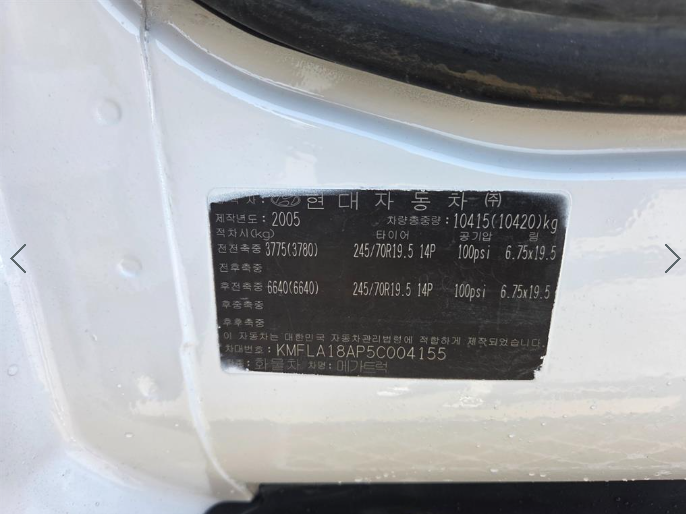 현대자동차 ㈜
제작년도: 2005 차량총중량: 10415(10420)kg
적차시(kg) 타이어 공기압 림
전전축중 3775(3780) 245/70R19.5 14P 100psi 6.75x19.5
전후축중
후전축중 6640(6640) 245/70R19.5 14P 100psi 6.75x19.5
후중축중
후후축중
이 자동차는 대한민국 자동차관리법령에 적합하게 제작되었습니다.
차대번호: KMFLA18AP5C004155
화물차 차명: 메가트럭